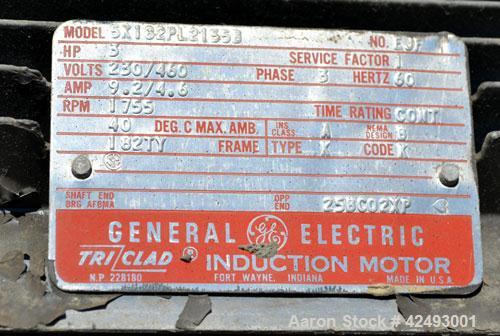 MODEL 5K182PL2135B NO. EJF
HP 3 SERVICE FACTOR 1
VOLTS 230/460 PHASE 3 HERTZ 60
AMP 9.2/4.6
RPM 1755 TIME RATING CONT.
40 DEG. C MAX. AMB. INS. CLASS A NEMA DESIGN B
182TY FRAME TYPE K CODE K
SHAFT END BRG AFBMA OPP END 25BC02XP 3
GENERAL GE ELECTRIC
TRI CLAD ® INDUCTION MOTOR
N.P. 228180 FORT WAYNE, INDIANA MADE IN U.S.A.
Aaron Stock # 42493001